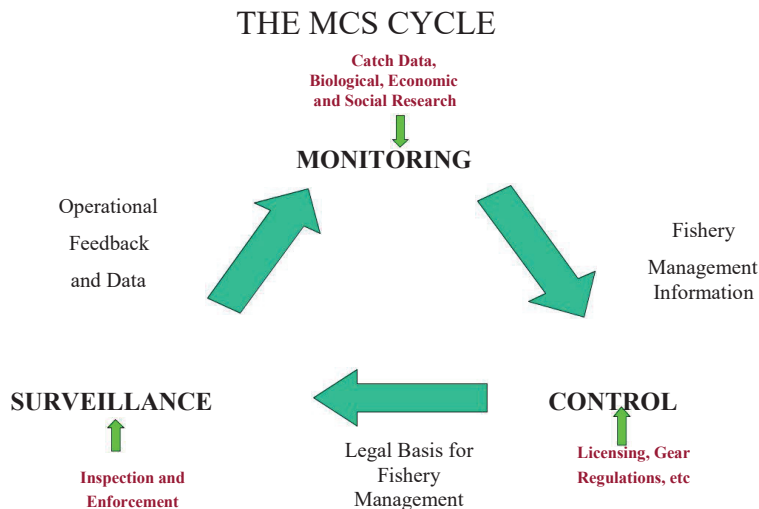 THE MCS CYCLE
Catch Data,
Biological, Economic
and Social Research
MONITORING
Operational
Feedback
and Data
Fishery
Management
Information
SURVEILLANCE
CONTROL
Inspection and
Enforcement
Legal Basis for
Fishery
Management
Licensing, Gear
Regulations, etc